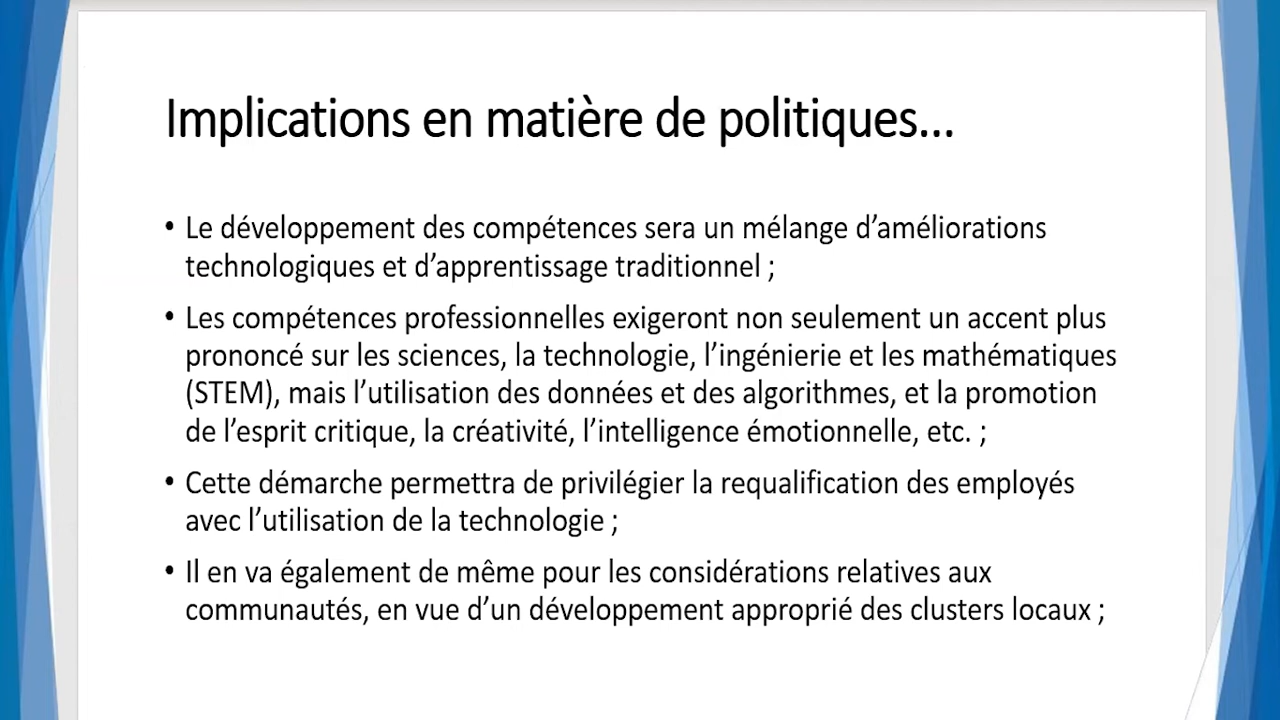 Implications en matière de politiques...
• Le développement des compétences sera un mélange d’améliorations
technologiques et d’apprentissage traditionnel ;
• Les compétences professionnelles exigeront non seulement un accent plus
prononcé sur les sciences, la technologie, l’ingénierie et les mathématiques
(STEM), mais l’utilisation des données et des algorithmes, et la promotion
de l’esprit critique, la créativité, l’intelligence émotionnelle, etc. ;
• Cette démarche permettra de privilégier la requalification des employés
avec l’utilisation de la technologie ;
• Il en va également de même pour les considérations relatives aux
communautés, en vue d’un développement approprié des clusters locaux ;